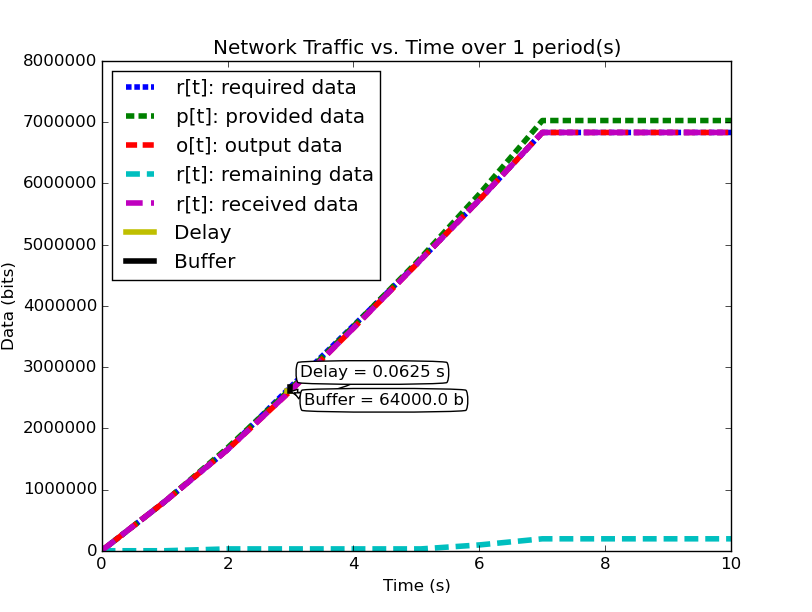 Network Traffic vs. Time over 1 period(s)
8000000
7000000
6000000
5000000
4000000
3000000
2000000
1000000
0
Data (bits)
r[t]: required data
p[t]: provided data
o[t]: output data
r[t]: remaining data
r[t]: received data
Delay
Buffer
Delay = 0.0625 s
Buffer = 64000.0 b
0 2 4 6 8 10
Time (s)